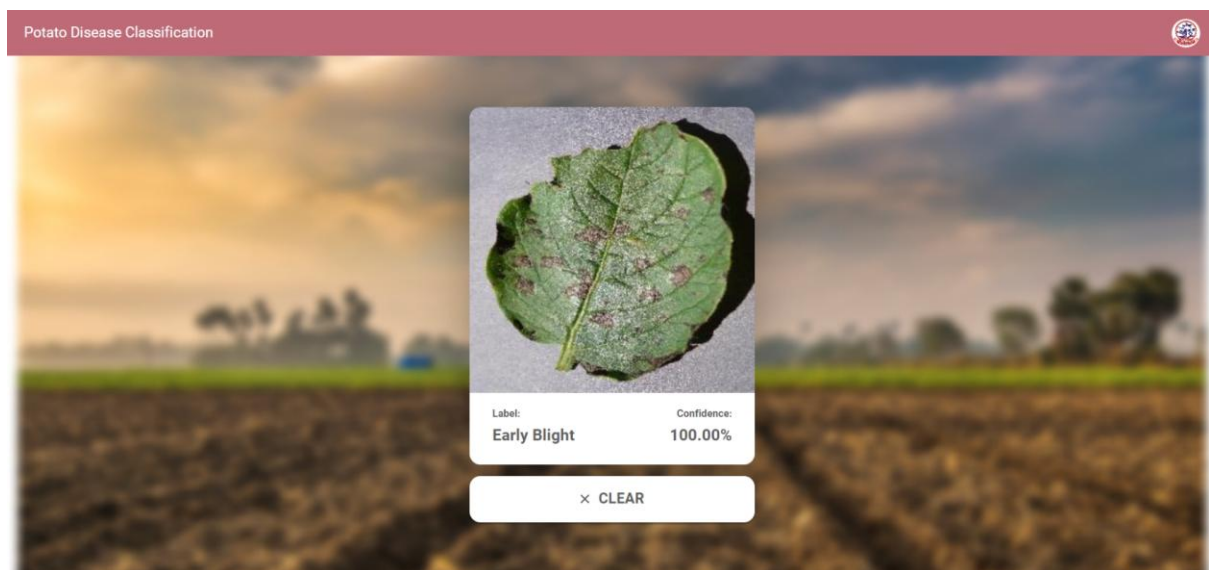 Potato Disease Classification
Label:
Confidence:
Early Blight
100.00%
× CLEAR